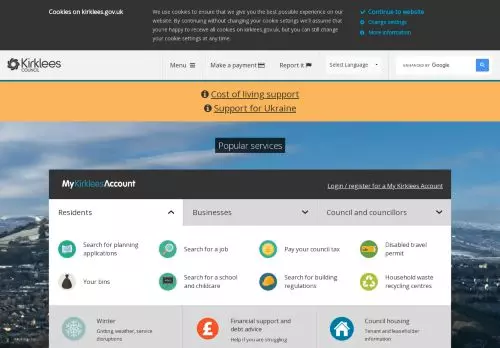 Cookies on kirklees.gov.uk
We use cookies to ensure that we give you the best possible experience on our
website. By continuing without changing your cookie settings we'll assume that
you're happy to receive all cookies on kirklees.gov.uk, but you can still change
your cookie settings at any time.
Continue to website
Change settings
More information
Kirklees
COUNCIL
Menu
Make a payment
Report it
Select Language
ENHANCED BY Google
Cost of living support
Support for Ukraine
Popular services
MyKirkleesAccount
Login / register for a My Kirklees Account
Residents
Businesses
Council and councillors
Search for planning
applications
Search for a job
Pay your council tax
Disabled travel
permit
Your bins
Search for a school
and childcare
Search for building
regulations
Household waste
recycling centres
Winter
Gritting, weather, service
disruptions
Financial support and
debt advice
Help if you are struggling
Council housing
Tenant and leaseholder
information